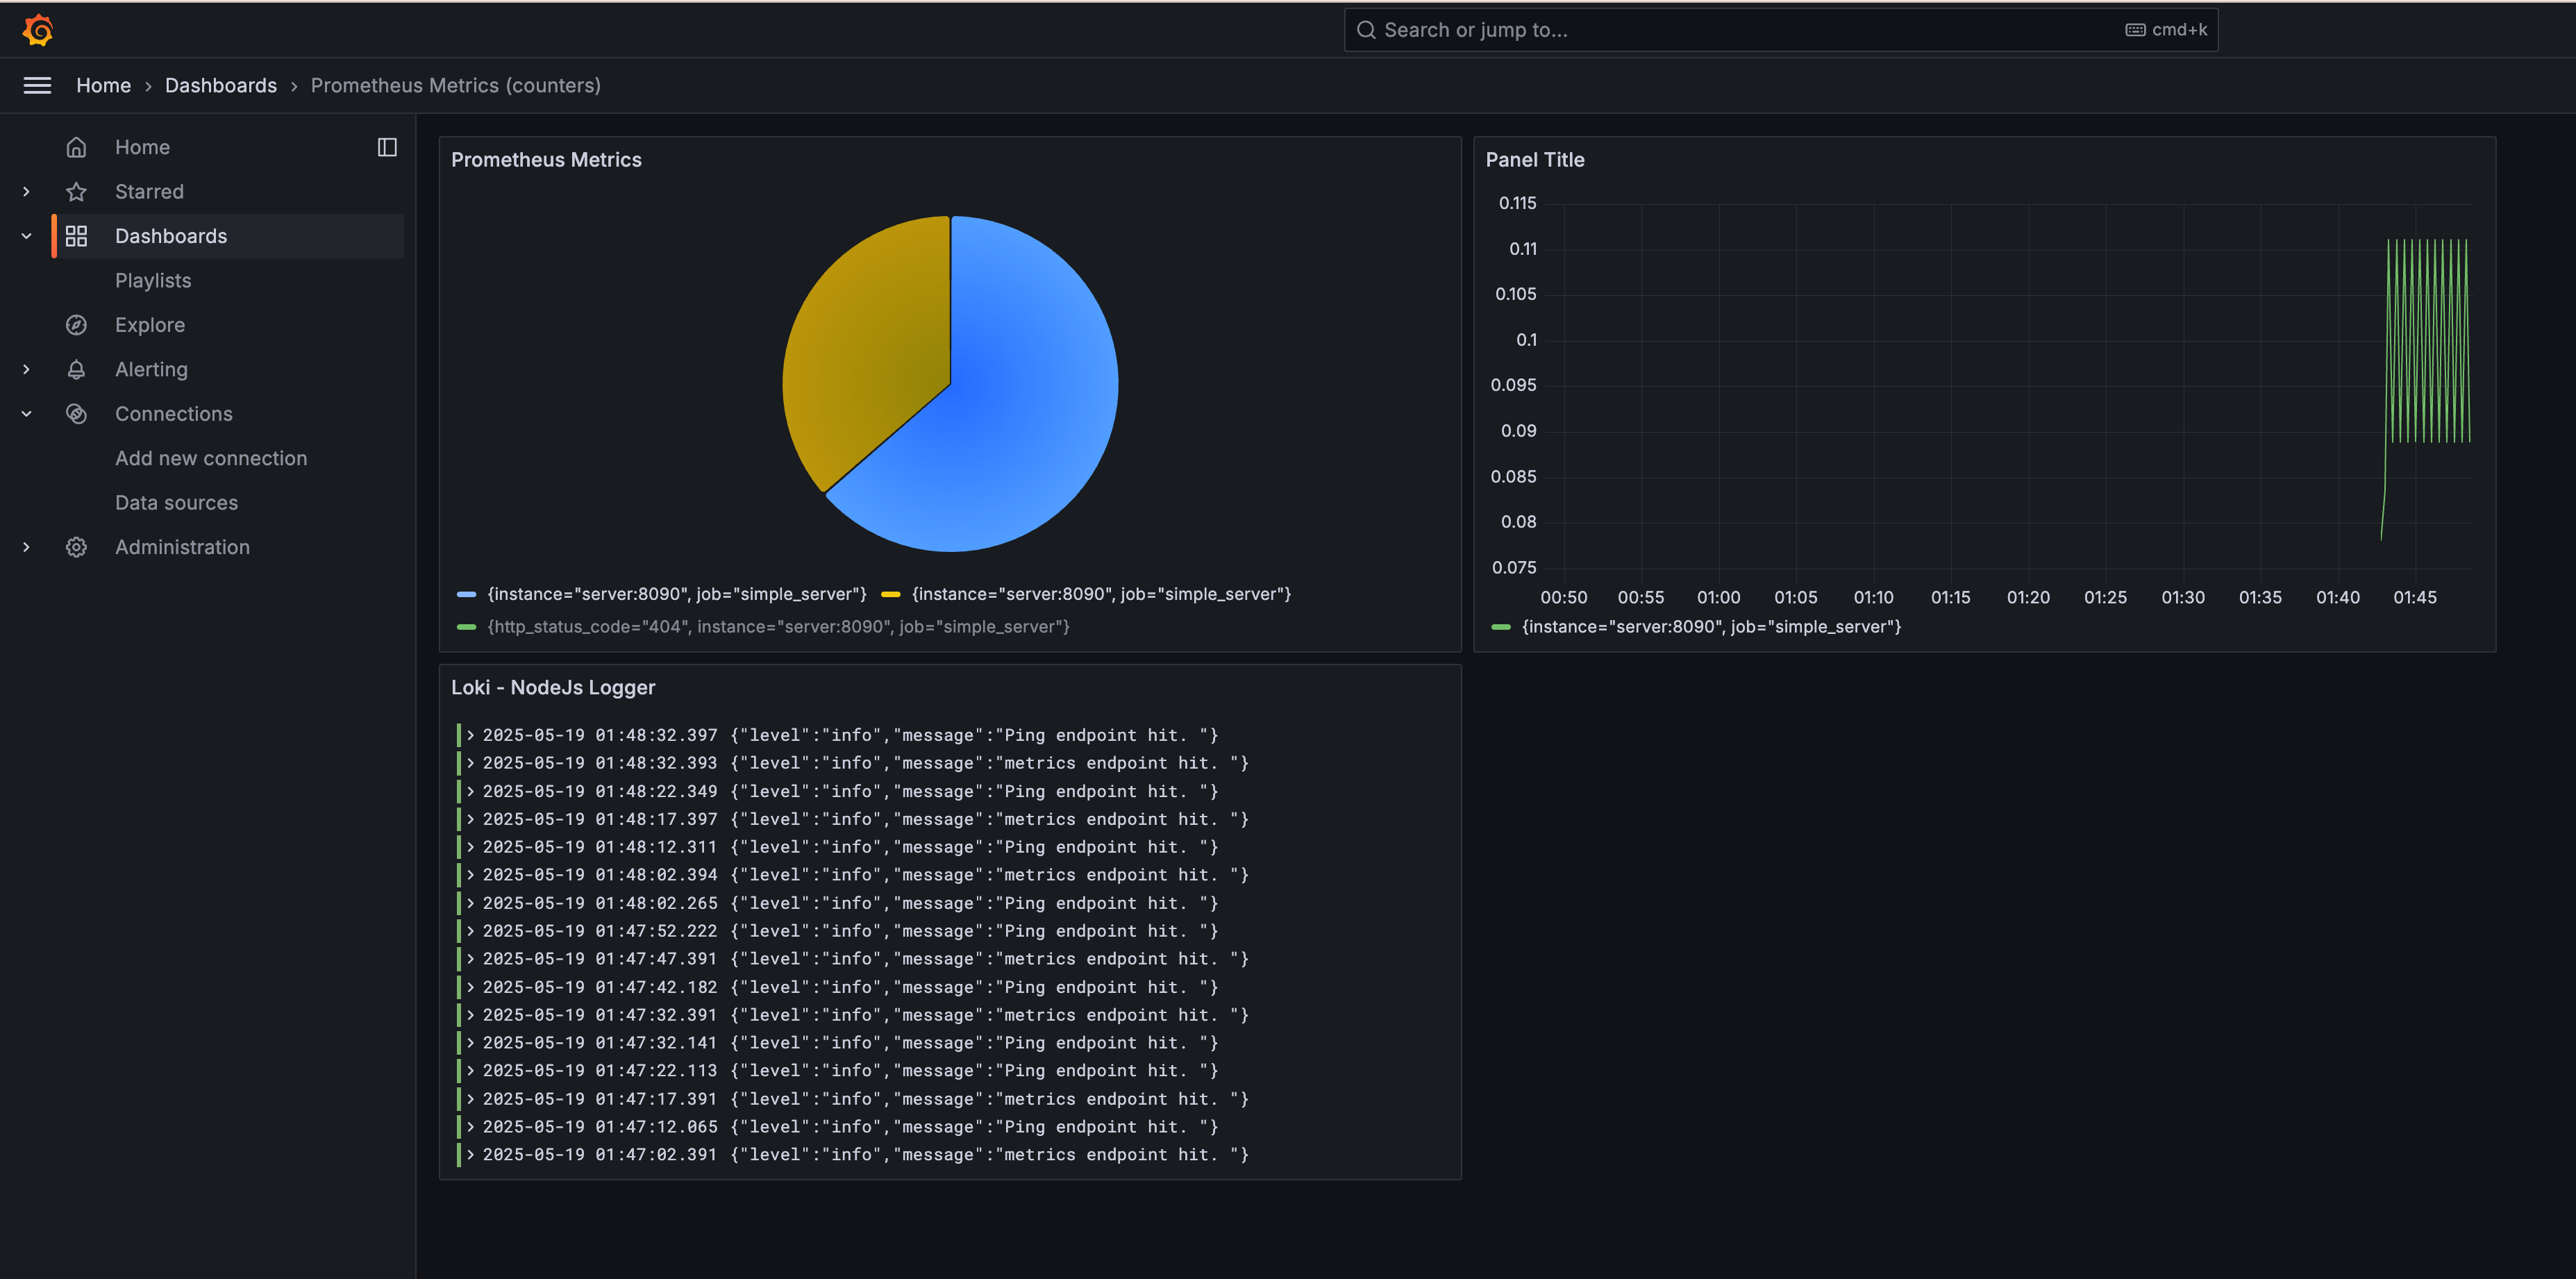 Search or jump to...
cmd+k
Home › Dashboards › Prometheus Metrics (counters)
Home
Starred
Dashboards
Playlists
Explore
Alerting
Connections
Add new connection
Data sources
Administration
Prometheus Metrics
{instance="server:8090", job="simple_server"} {instance="server:8090", job="simple_server"}
{http_status_code="404", instance="server:8090", job="simple_server"}
Panel Title
0.115
0.11
0.105
0.1
0.095
0.09
0.085
0.08
0.075
00:50 00:55 01:00 01:05 01:10 01:15 01:20 01:25 01:30 01:35 01:40 01:45
{instance="server:8090", job="simple_server"}
Loki - NodeJs Logger
2025-05-19 01:48:32.397 {"level":"info","message":"Ping endpoint hit. "}
2025-05-19 01:48:32.393 {"level":"info","message":"metrics endpoint hit. "}
2025-05-19 01:48:22.349 {"level":"info","message":"Ping endpoint hit. "}
2025-05-19 01:48:17.397 {"level":"info","message":"metrics endpoint hit. "}
2025-05-19 01:48:12.311 {"level":"info","message":"Ping endpoint hit. "}
2025-05-19 01:48:02.394 {"level":"info","message":"metrics endpoint hit. "}
2025-05-19 01:48:02.265 {"level":"info","message":"Ping endpoint hit. "}
2025-05-19 01:47:52.222 {"level":"info","message":"Ping endpoint hit. "}
2025-05-19 01:47:47.391 {"level":"info","message":"metrics endpoint hit. "}
2025-05-19 01:47:42.182 {"level":"info","message":"Ping endpoint hit. "}
2025-05-19 01:47:32.391 {"level":"info","message":"metrics endpoint hit. "}
2025-05-19 01:47:32.141 {"level":"info","message":"Ping endpoint hit. "}
2025-05-19 01:47:22.113 {"level":"info","message":"Ping endpoint hit. "}
2025-05-19 01:47:17.391 {"level":"info","message":"metrics endpoint hit. "}
2025-05-19 01:47:12.065 {"level":"info","message":"Ping endpoint hit. "}
2025-05-19 01:47:02.391 {"level":"info","message":"metrics endpoint hit. "}